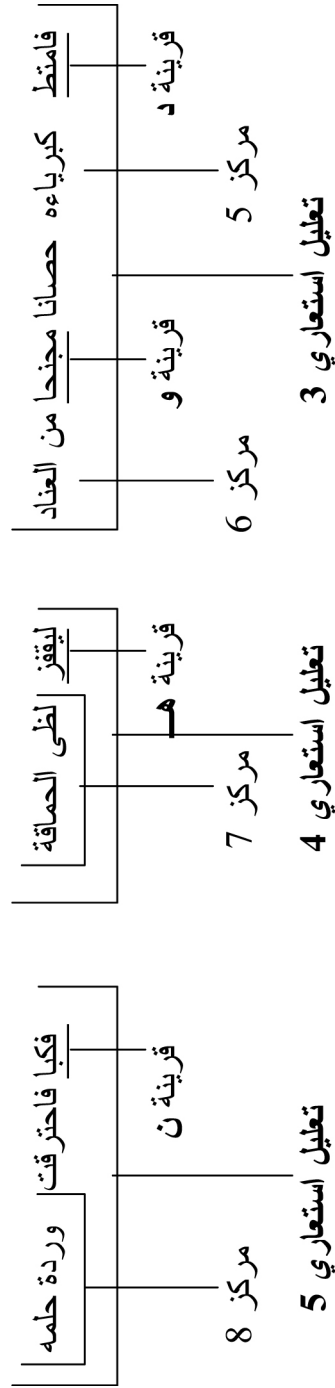 فامتط كبرياءه حصانا مجنحا من العناد
قرينة د
قرينة و
مركز 5
مركز 6
تعليل استعاري 3
ليقفز لظى الحماقة
قرينة هـ
مركز 7
تعليل استعاري 4
فكبا فاحترقت وردة حلمه
قرينة ن
مركز 8
تعليل استعاري 5